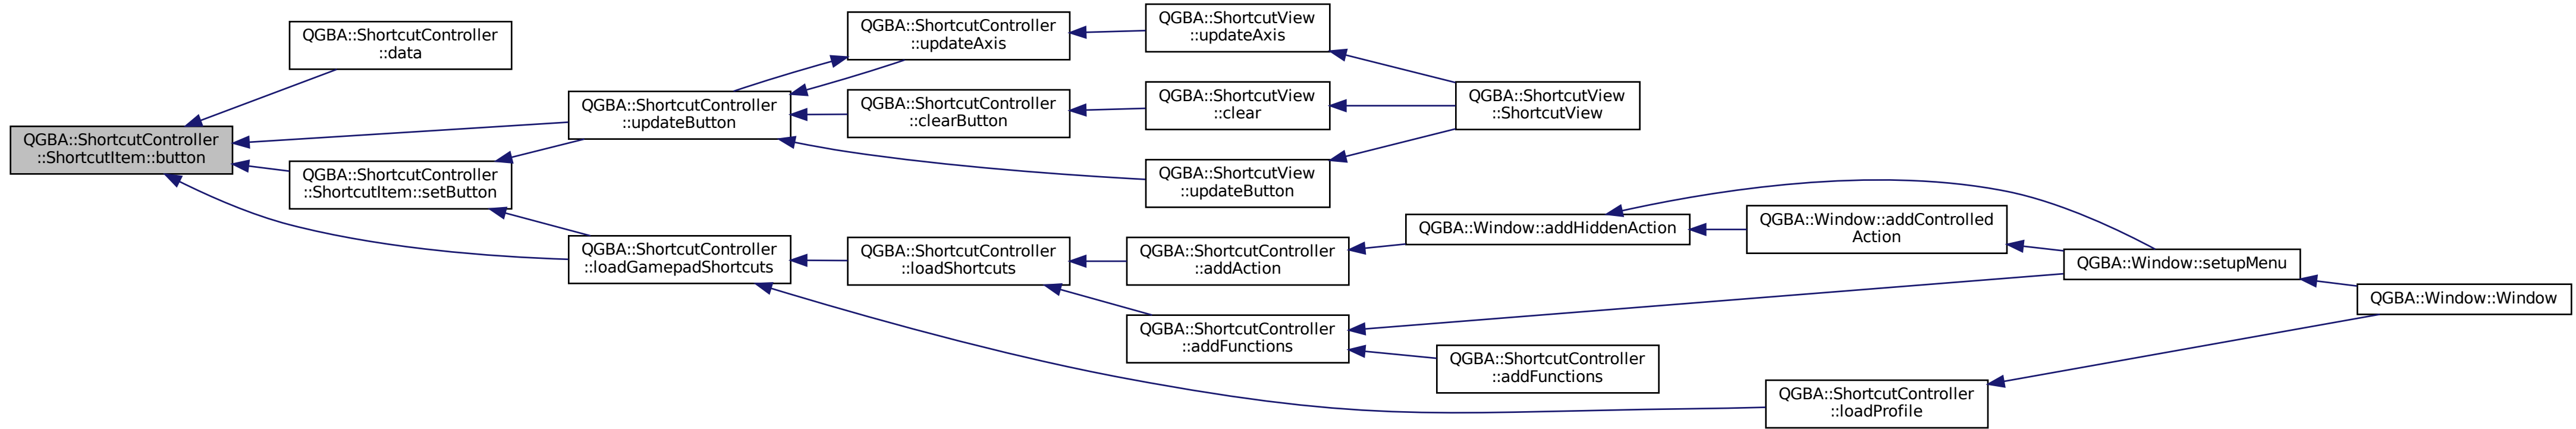 QGBA::ShortcutController
::ShortcutItem::button
QGBA::ShortcutController
::data
QGBA::ShortcutController
::updateButton
QGBA::ShortcutController
::ShortcutItem::setButton
QGBA::ShortcutController
::loadGamepadShortcuts
QGBA::ShortcutController
::updateAxis
QGBA::ShortcutController
::clearButton
QGBA::ShortcutView
::updateAxis
QGBA::ShortcutView
::clear
QGBA::ShortcutView
::updateButton
QGBA::ShortcutView
::ShortcutView
QGBA::ShortcutController
::loadShortcuts
QGBA::ShortcutController
::addAction
QGBA::ShortcutController
::addFunctions
QGBA::Window::addHiddenAction
QGBA::ShortcutController
::addFunctions
QGBA::Window::addControlled
Action
QGBA::ShortcutController
::loadProfile
QGBA::Window::setupMenu
QGBA::Window::Window